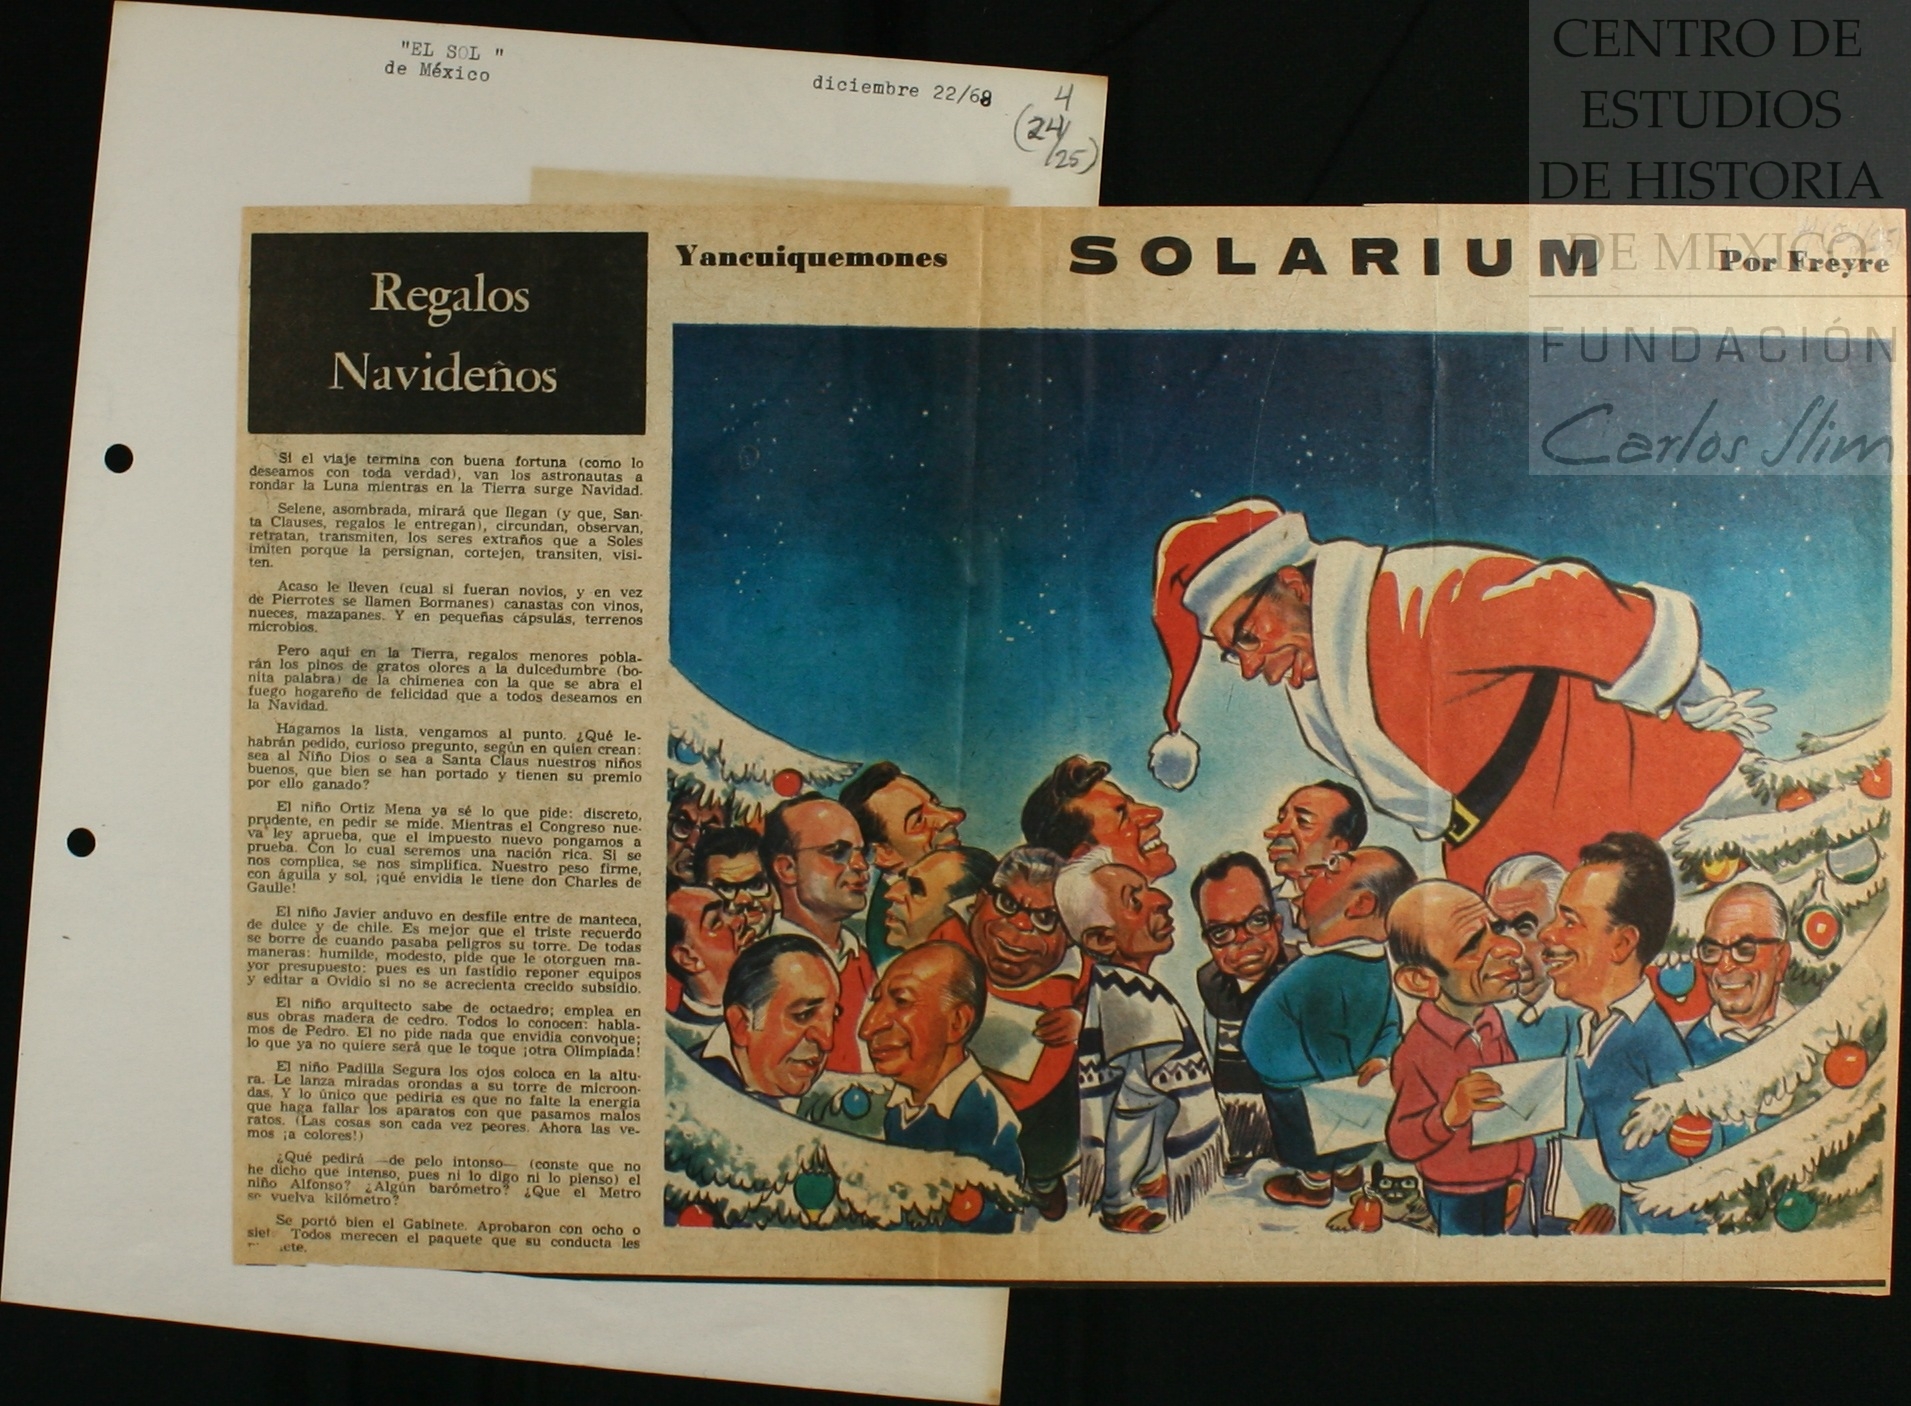 "EL SOL "
de México
diciembre 22/68
4
(24/
25)
CENTRO DE
ESTUDIOS
DE HISTORIA
DE MEXICO
FUNDACIÓN
Carlos Slim
Regalos
Navideños
Yancuiquemones
SOLARIUM
Por Freyre
Si el viaje termina con buena fortuna (como lo
deseamos con toda verdad), van los astronautas a
rondar la Luna mientras en la Tierra surge Navidad.
Selene, asombrada, mirará que llegan (y que, San-
ta Clauses, regalos le entregan), circundan, observan,
retratan, transmiten, los seres extraños que a Soles
imiten porque la persignan, cortejen, transiten, visi-
ten.
Acaso le lleven (cual si fueran novios, y en vez
de Pierrotes se llamen Bormanes) canastas con vinos,
nueces, mazapanes. Y en pequeñas cápsulas, terrenos
microbios.
Pero aquí en la Tierra, regalos menores pobla-
rán los pinos de gratos olores a la dulcedumbre (bo-
nita palabra) de la chimenea con la que se abra el
fuego hogareño de felicidad que a todos deseamos en
la Navidad.
Hagamos la lista, vengamos al punto. ¿Qué le-
habrán pedido, curioso pregunto, según en quien crean:
sea al Niño Dios o sea a Santa Claus nuestros niños
buenos, que bien se han portado y tienen su premio
por ello ganado?
El niño Ortiz Mena ya sé lo que pide: discreto,
prudente, en pedir se mide. Mientras el Congreso nue-
va ley aprueba, que el impuesto nuevo pongamos a
prueba. Con lo cual seremos una nación rica. Si se
nos complica, se nos simplifica. Nuestro peso firme,
con águila y sol, ¡qué envidia le tiene don Charles de
Gaulle!
El niño Javier anduvo en desfile entre de manteca,
de dulce y de chile. Es mejor que el triste recuerdo
se borre de cuando pasaba peligros su torre. De todas
maneras: humilde, modesto, pide que le otorguen ma-
yor presupuesto: pues es un fastidio reponer equipos
y editar a Ovidio si no se acrecienta crecido subsidio.
El niño arquitecto sabe de octaedro; emplea en
sus obras madera de cedro. Todos lo conocen: habla-
mos de Pedro. El no pide nada que envidia convoque;
lo que ya no quiere será que le toque ¡otra Olimpíada!
El niño Padilla Segura los ojos coloca en la altu-
ra. Le lanza miradas orondas a su torre de microon-
das. Y lo único que pediría es que no falte la energía
que haga fallar los aparatos con que pasamos malos
ratos. (Las cosas son cada vez peores. Ahora las ve-
mos ¡a colores!)
¿Qué pedirá —de pelo intonso— (conste que no
he dicho que intenso, pues ni lo digo ni lo pienso) el
niño Alfonso? ¿Algún barómetro? ¿Que el Metro
se vuelva kilómetro?
Se portó bien el Gabinete. Aprobaron con ocho o
siet Todos merecen el paquete que su conducta les
ete.